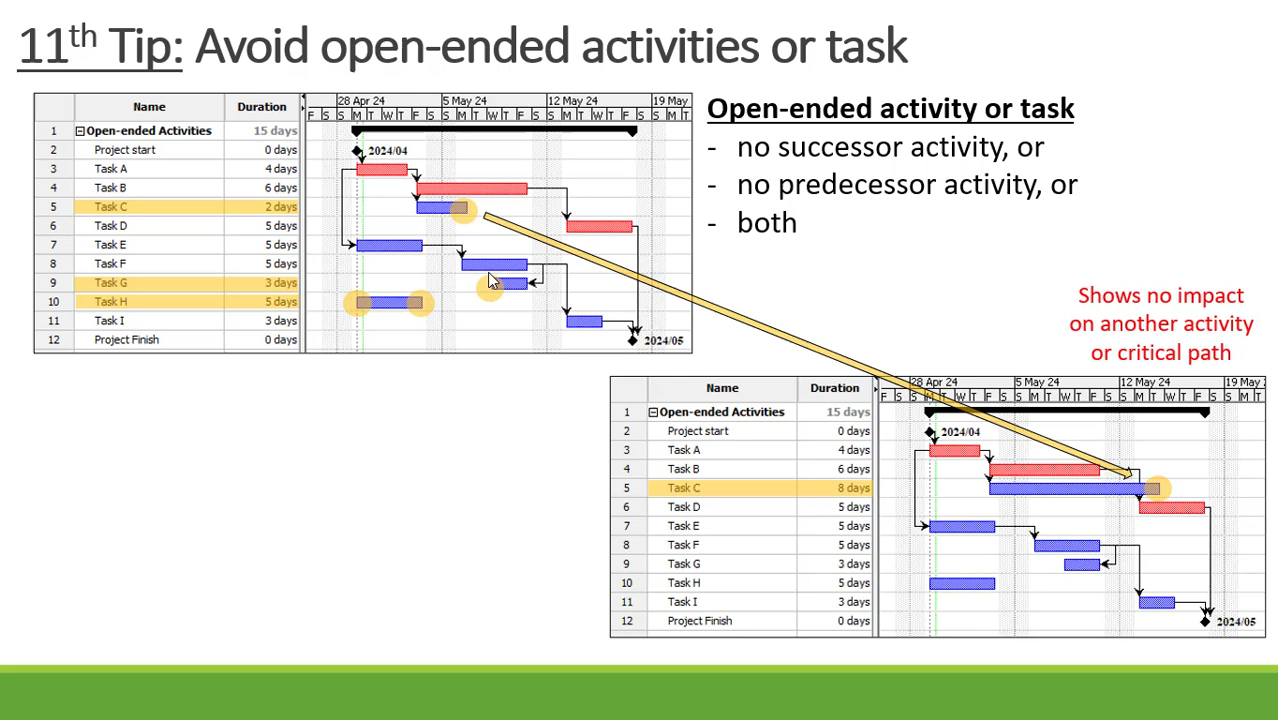 11th Tip: Avoid open-ended activities or task
Name Duration 28 Apr 24 5 May 24 12 May 24 19 May
F S S M T W T F S S M T W T F S S M T W T F S S M T
1 Open-ended Activities 15 days
2 Project start 0 days 2024/04
3 Task A 4 days
4 Task B 6 days
5 Task C 2 days
6 Task D 5 days
7 Task E 5 days
8 Task F 5 days
9 Task G 3 days
10 Task H 5 days
11 Task I 3 days
12 Project Finish 0 days 2024/05
Open-ended activity or task
- no successor activity, or
- no predecessor activity, or
- both
Shows no impact
on another activity
or critical path
Name Duration 28 Apr 24 5 May 24 12 May 24 19 May 2
F S S M T W T F S S M T W T F S S M T W T F S S M T
1 Open-ended Activities 15 days
2 Project start 0 days 2024/04
3 Task A 4 days
4 Task B 6 days
5 Task C 8 days
6 Task D 5 days
7 Task E 5 days
8 Task F 5 days
9 Task G 3 days
10 Task H 5 days
11 Task I 3 days
12 Project Finish 0 days 2024/05